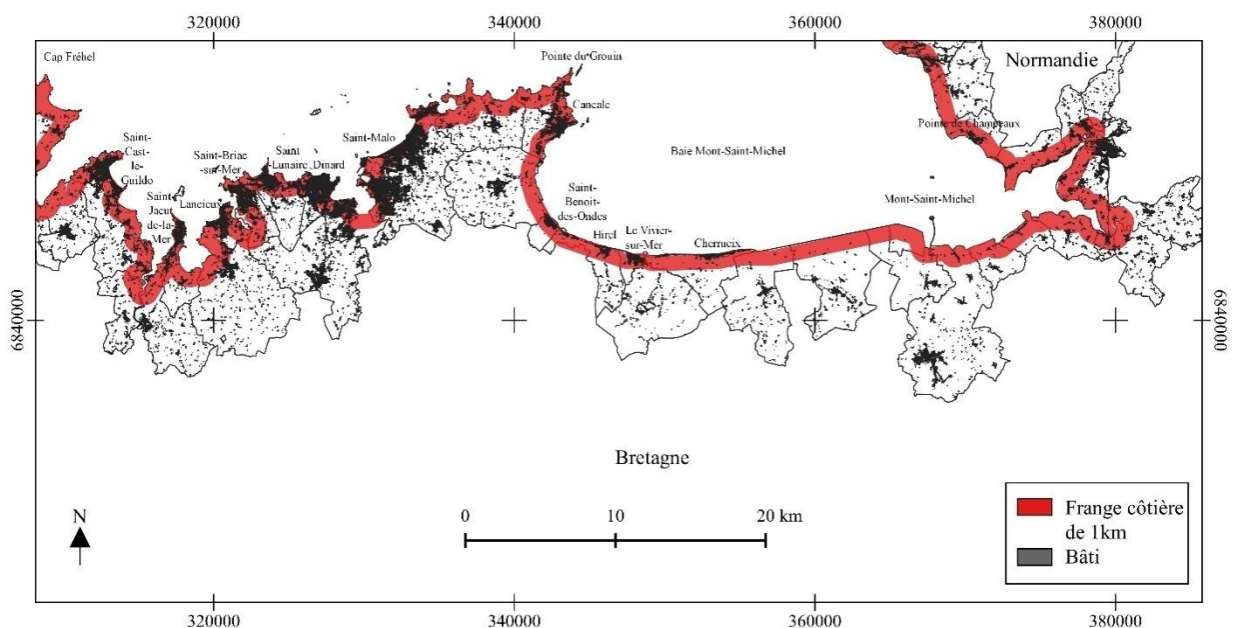 320000
340000
360000
380000
Cap Fréhel
Pointe du Grouin
Normandie
Cancale
Saint-Malo
Pointe de Champeaux
Saint-
Cast-
le-
Guildo
Saint-Briac
-sur-Mer
Saint
Lunaire
Dinard
Baie Mont-Saint-Michel
Saint-
Jacut
de-la-
Mer
Lancieux
Saint-
Benoit-
des-Ondes
Mont-Saint-Michel
Hirel
Le Vivier-
sur-Mer
Cherrueix
6840000
6840000
Bretagne
N
0
10
20 km
Frange côtière
de 1km
Bâti
320000
340000
360000
380000